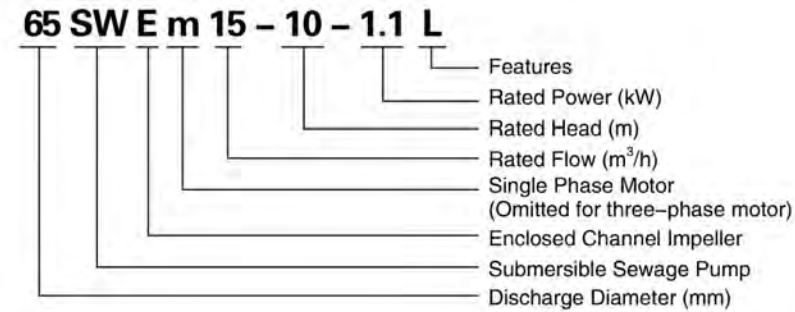 65 SW E m 15 – 10 – 1.1 L
Features
Rated Power (kW)
Rated Head (m)
Rated Flow (m³/h)
Single Phase Motor
(Omitted for three–phase motor)
Enclosed Channel Impeller
Submersible Sewage Pump
Discharge Diameter (mm)